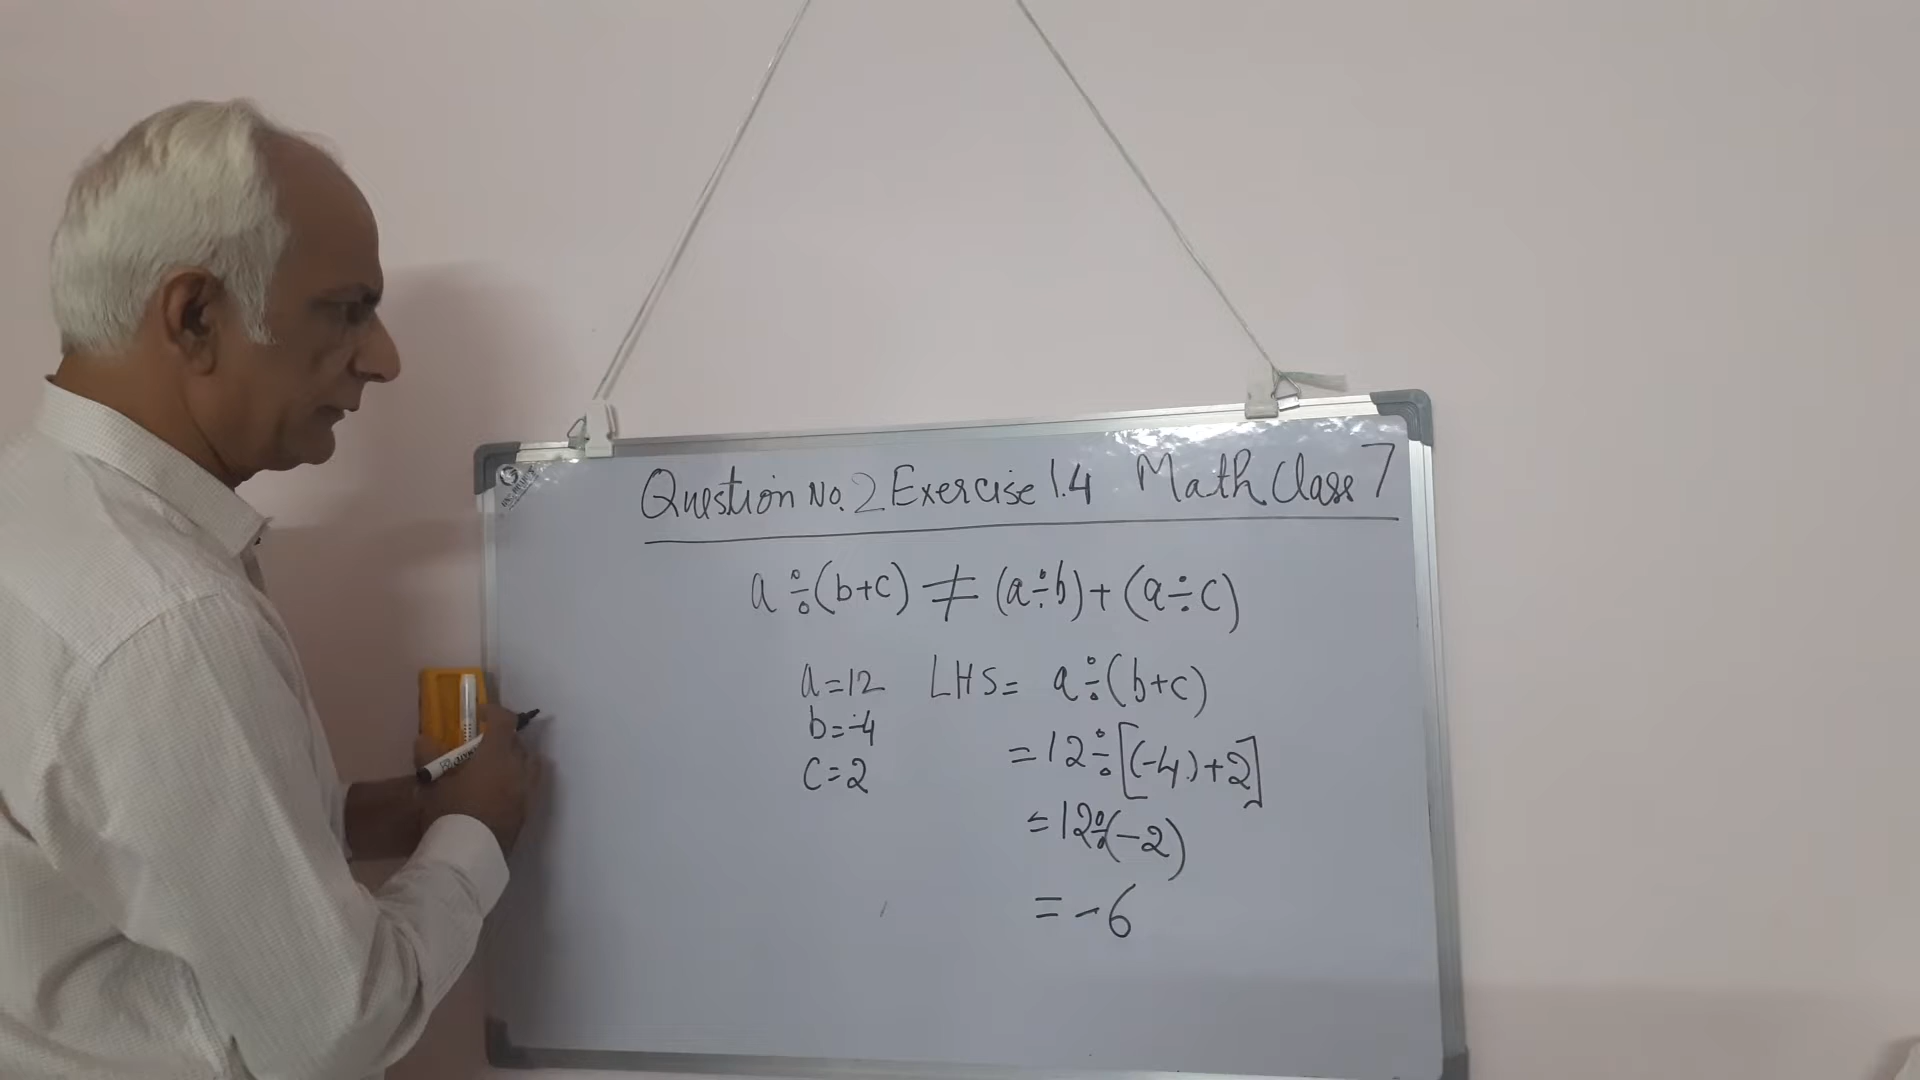 Question No. 2 Exercise 1.4 Math Class 7
a ÷ (b+c) ≠ (a÷b) + (a÷c)
a=12 LHS= a÷(b+c)
b=-4
= 12 ÷ [(-4)+2]
c=2
= 12÷(-2)
= -6